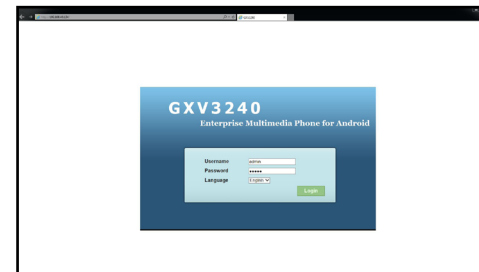 GXV3240
Enterprise Multimedia Phone for Android
Username admin
Password •••••
Language English
Login